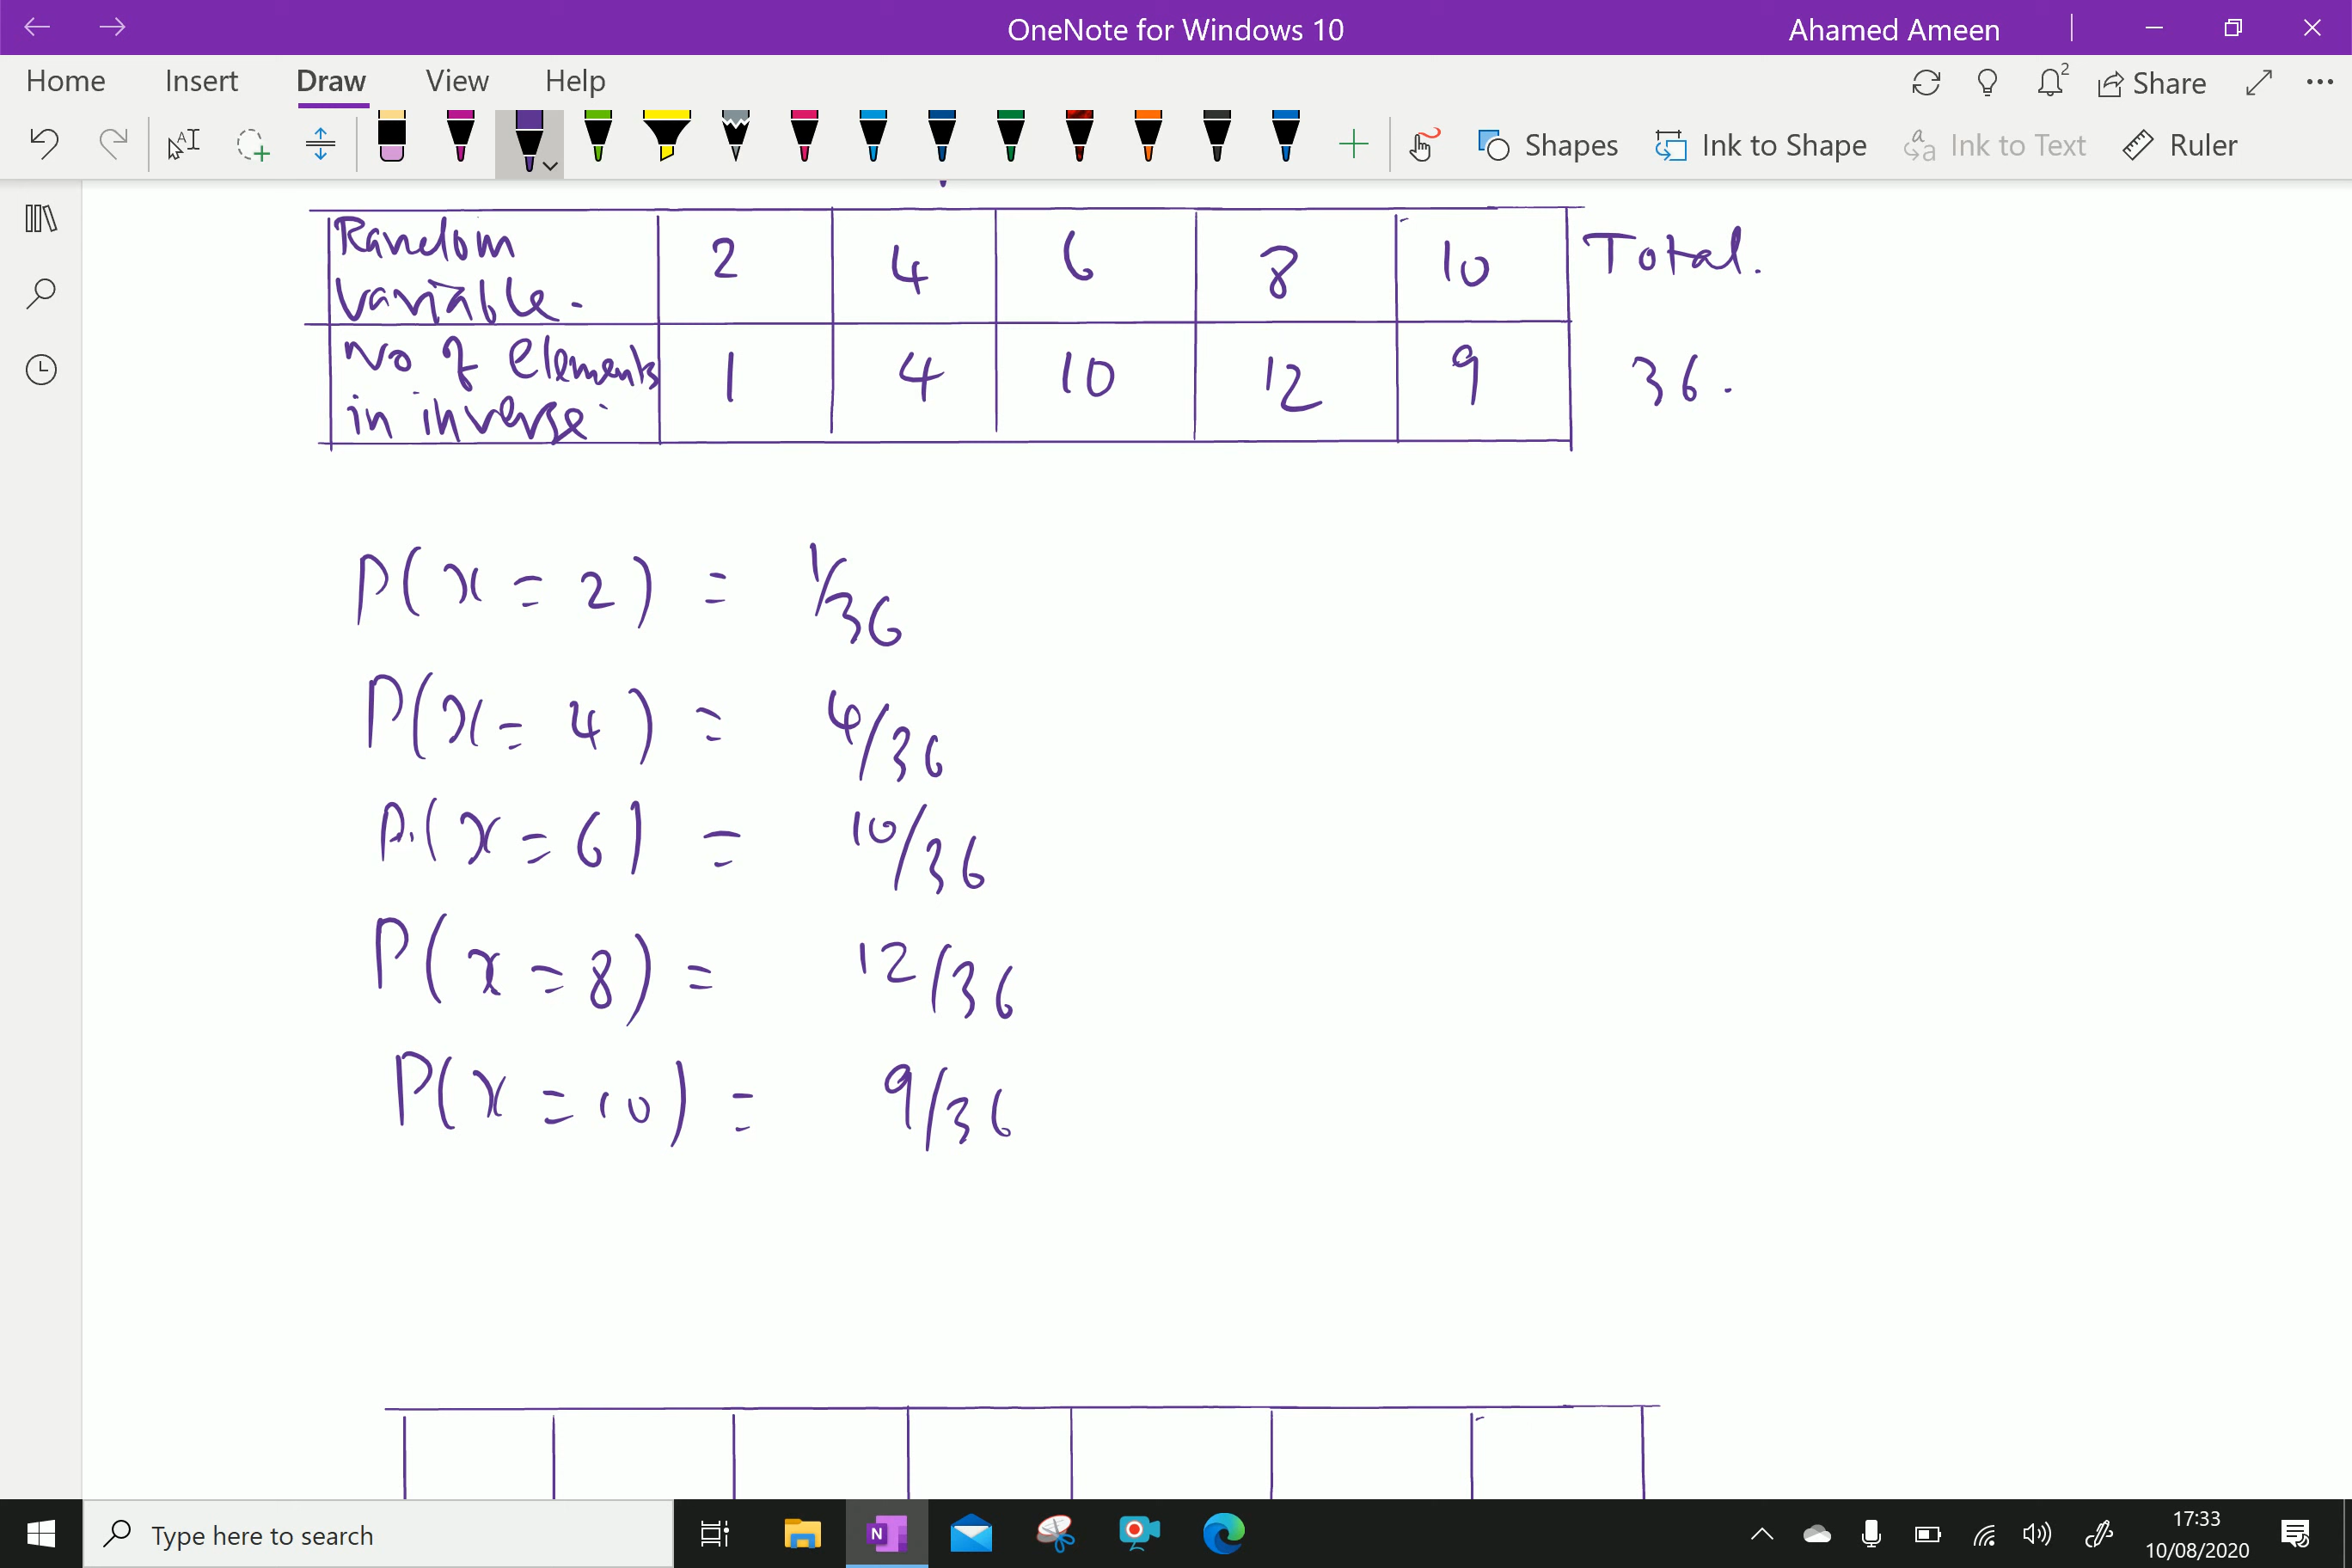 OneNote for Windows 10 Ahamed Ameen
Home Insert Draw View Help 2 Share
Shapes Ink to Shape Ink to Text Ruler
Random variable. 2 4 6 8 10 Total.
No of elements in inverse 1 4 10 12 9 36.
P(x = 2) = 1/36
P(x = 4) = 4/36
P(x = 6) = 10/36
P(x = 8) = 12/36
P(x = 10) = 9/36
Type here to search
17:33
10/08/2020